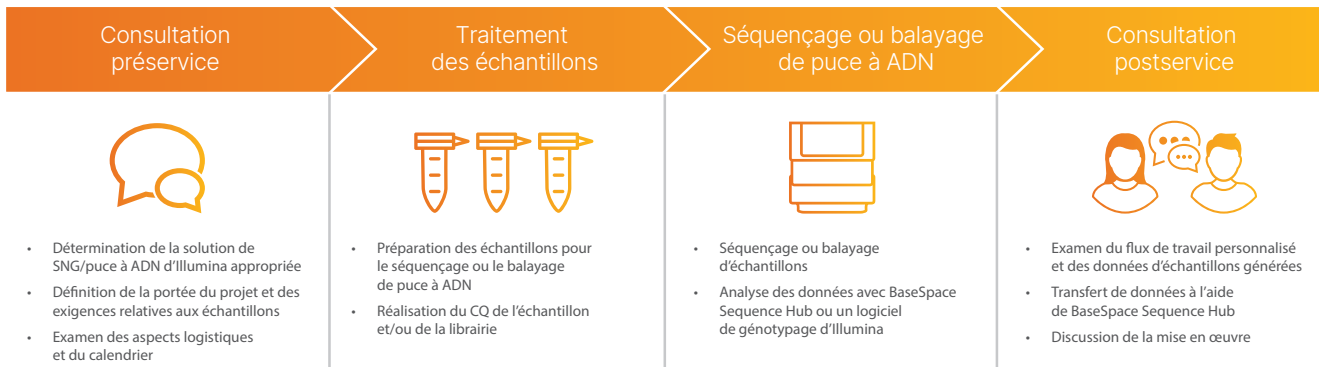 Consultation
préservice
Traitement
des échantillons
Séquençage ou balayage
de puce à ADN
Consultation
postservice
• Détermination de la solution de
SNG/puce à ADN d'Illumina appropriée
• Définition de la portée du projet et des
exigences relatives aux échantillons
• Examen des aspects logistiques
et du calendrier
• Préparation des échantillons pour
le séquençage ou le balayage
de puce à ADN
• Réalisation du CQ de l'échantillon
et/ou de la librairie
• Séquençage ou balayage
d'échantillons
• Analyse des données avec BaseSpace
Sequence Hub ou un logiciel
de génotypage d'Illumina
• Examen du flux de travail personnalisé
et des données d'échantillons générées
• Transfert de données à l'aide
de BaseSpace Sequence Hub
• Discussion de la mise en œuvre